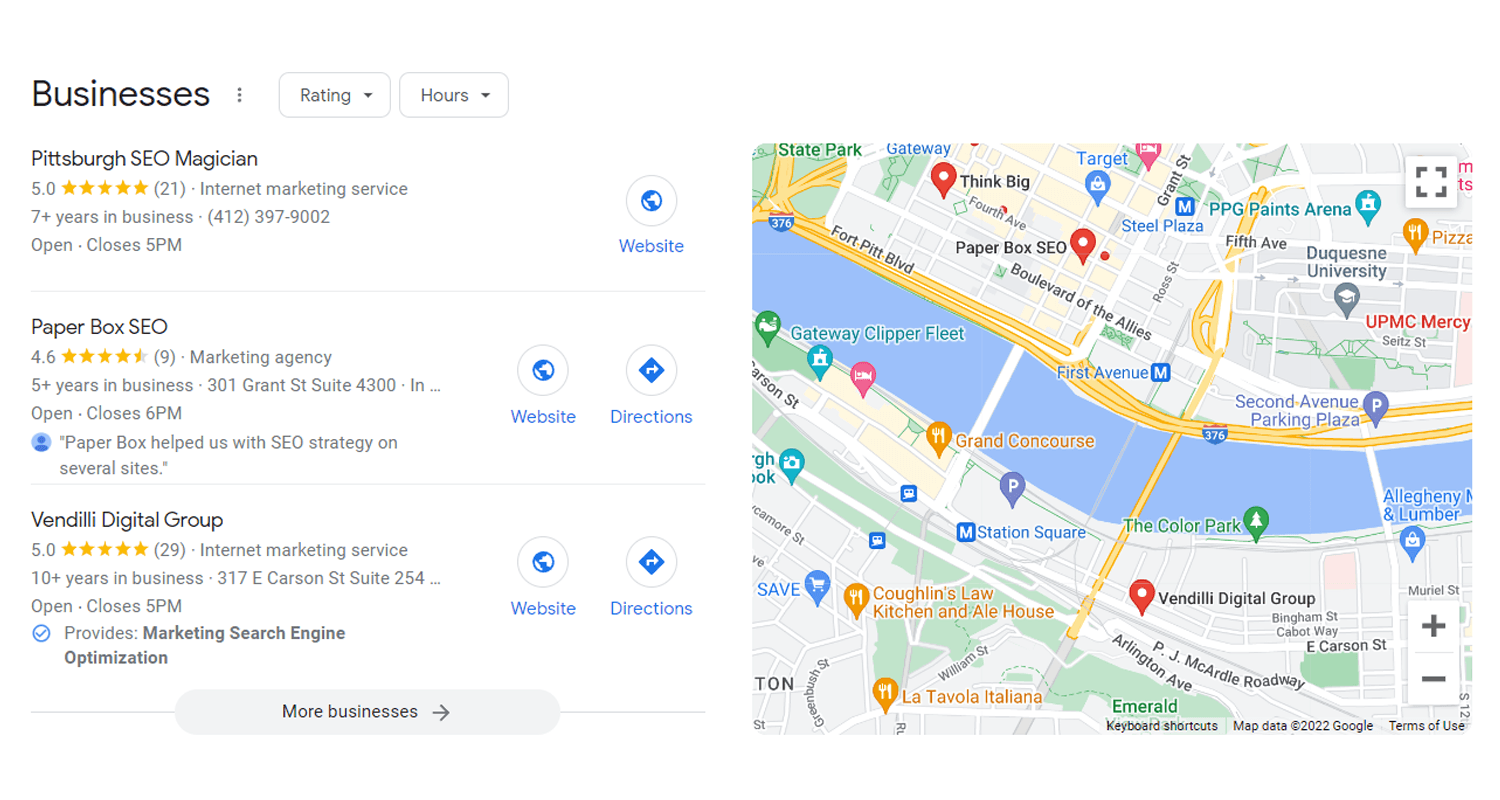 Businesses
Rating
Hours
Pittsburgh SEO Magician
5.0 (21) · Internet marketing service
7+ years in business · (412) 397-9002
Open · Closes 5PM
Website
Paper Box SEO
4.6 (9) · Marketing agency
5+ years in business · 301 Grant St Suite 4300 · In ...
Open · Closes 6PM
"Paper Box helped us with SEO strategy on
several sites."
Website
Directions
Vendilli Digital Group
5.0 (29) · Internet marketing service
10+ years in business · 317 E Carson St Suite 254 ...
Open · Closes 5PM
Provides: Marketing Search Engine
Optimization
Website
Directions
More businesses
State Park
Gateway
Target
Grant St
Think Big
Fourth Ave
M
Steel Plaza
PPG Paints Arena
376
Fort Pitt Blvd
Paper Box SEO
Fifth Ave
Pizza
Duquesne
University
Boulevard of the Allies
Ross St
UPMC Mercy
Seitz St
Gateway Clipper Fleet
First Avenue M
Carson St
Second Avenue
Parking Plaza
P
376
Grand Concourse
P
Allegheny M
& Lumber
The Color Park
M Station Square
SAVE
Coughlin's Law
Kitchen and Ale House
Vendilli Digital Group
Muriel St
Bingham St
Cabot Way
E Carson St
P. J. McArdle Roadway
Arlington Ave
William St
Greenbush St
TON
La Tavola Italiana
Emerald
S 12
St
Keyboard shortcuts
Map data ©2022 Google
Terms of Use